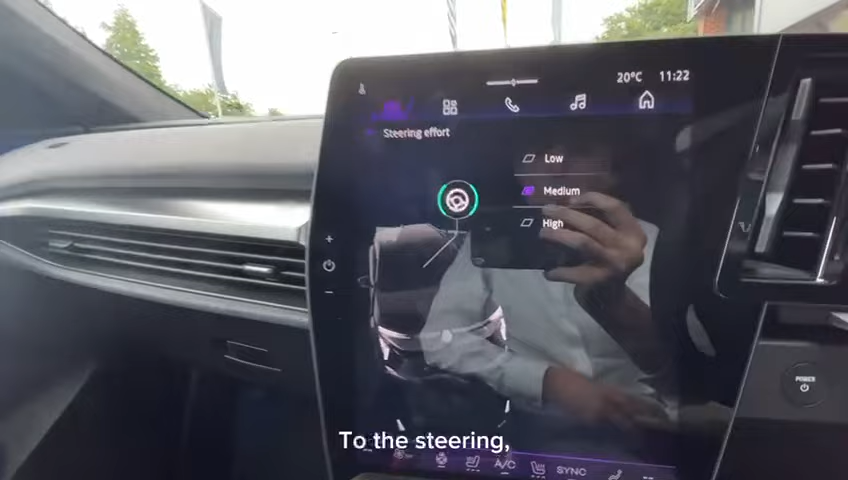 20°C 11:22
Steering effort
Low
Medium
High
POWER
To the steering,
A/C
SYNC